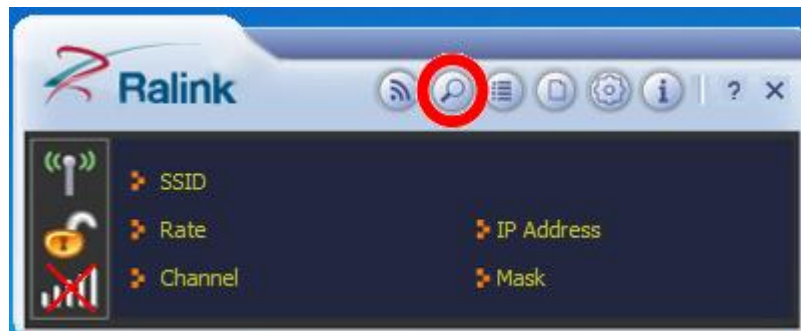 Ralink
i ? ×
SSID
Rate IP Address
Channel Mask